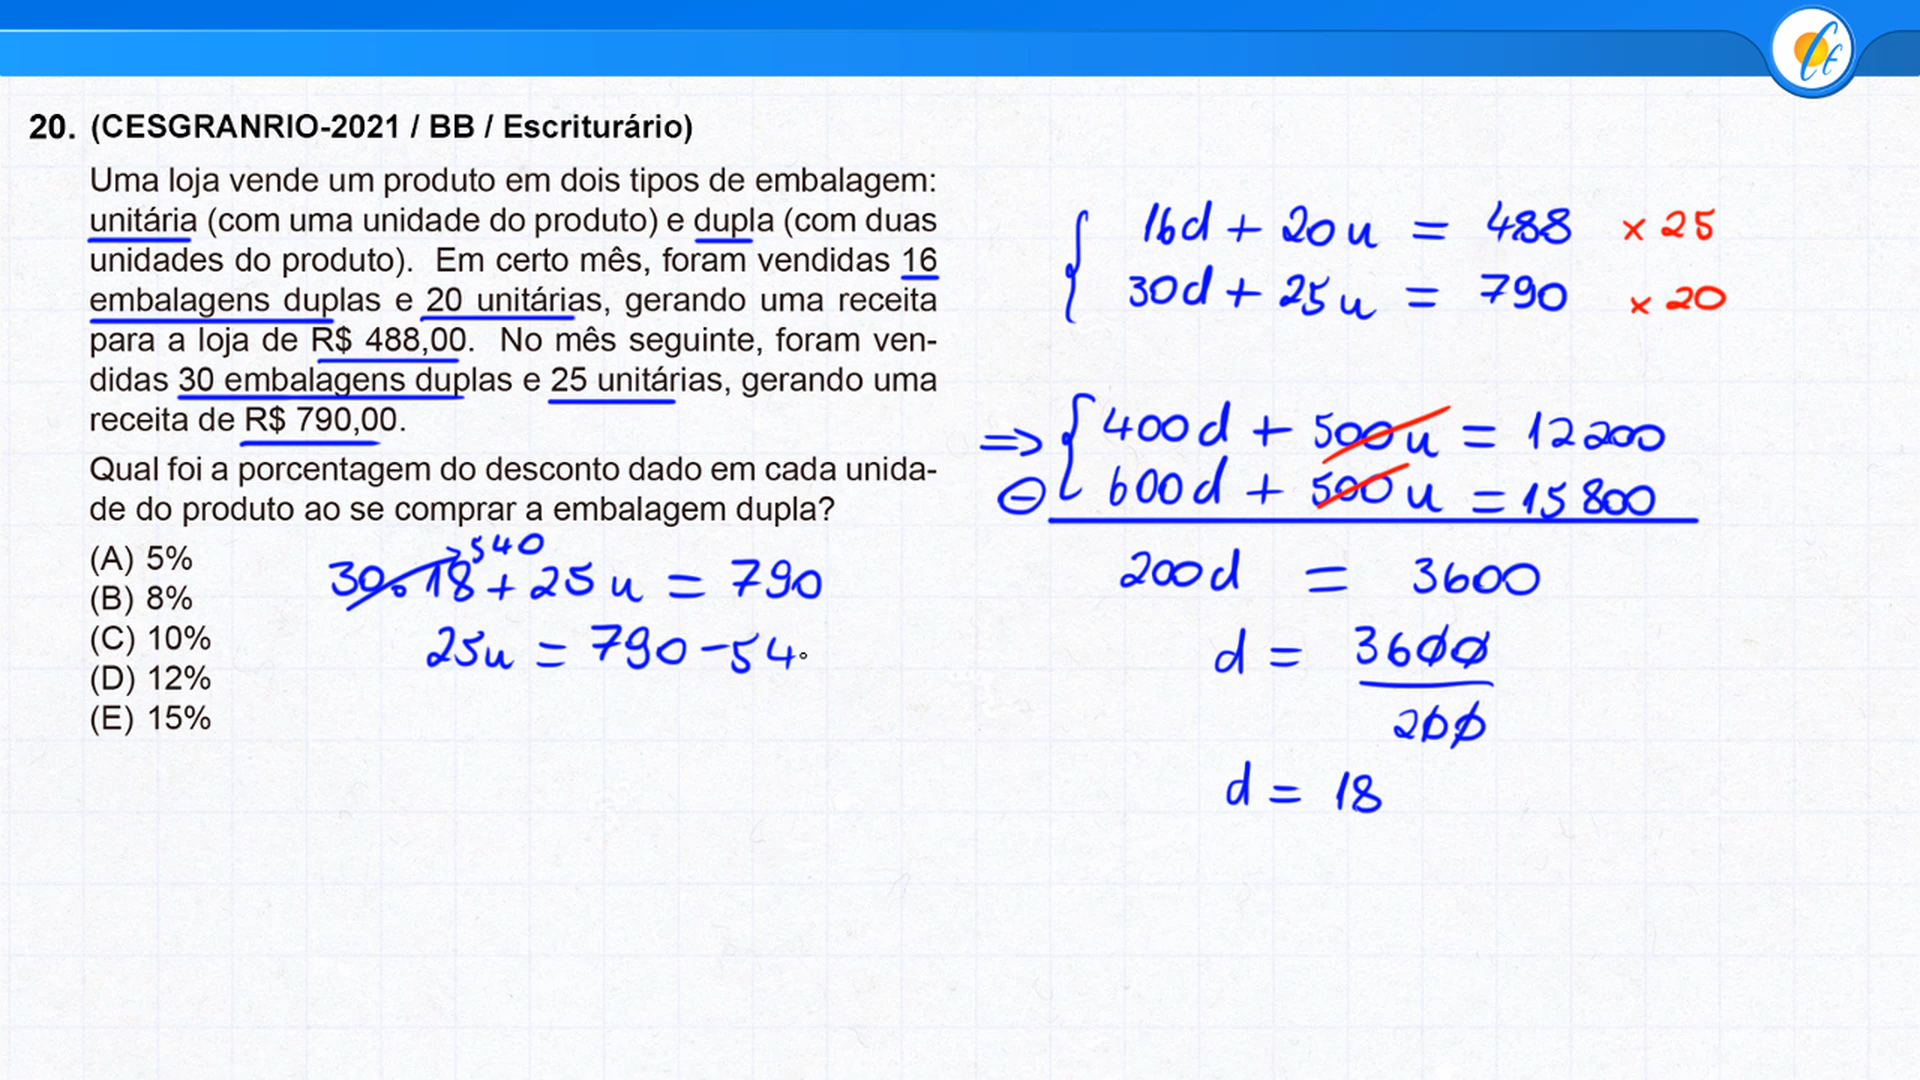 20. (CESGRANRIO-2021 / BB / Escriturário)
Uma loja vende um produto em dois tipos de embalagem:
unitária (com uma unidade do produto) e dupla (com duas
unidades do produto). Em certo mês, foram vendidas 16
embalagens duplas e 20 unitárias, gerando uma receita
para a loja de R$ 488,00. No mês seguinte, foram ven-
didas 30 embalagens duplas e 25 unitárias, gerando uma
receita de R$ 790,00.
Qual foi a porcentagem do desconto dado em cada unida-
de do produto ao se comprar a embalagem dupla?
(A) 5%
(B) 8%
(C) 10%
(D) 12%
(E) 15%
540
30.18 + 25u = 790
25u = 790 - 54
16d + 20u = 488 × 25
30d + 25u = 790 × 20
⇒ 400d + 500u = 12200
⊖ 600d + 500u = 15800
200d = 3600
d = 3600
200
d = 18
CE